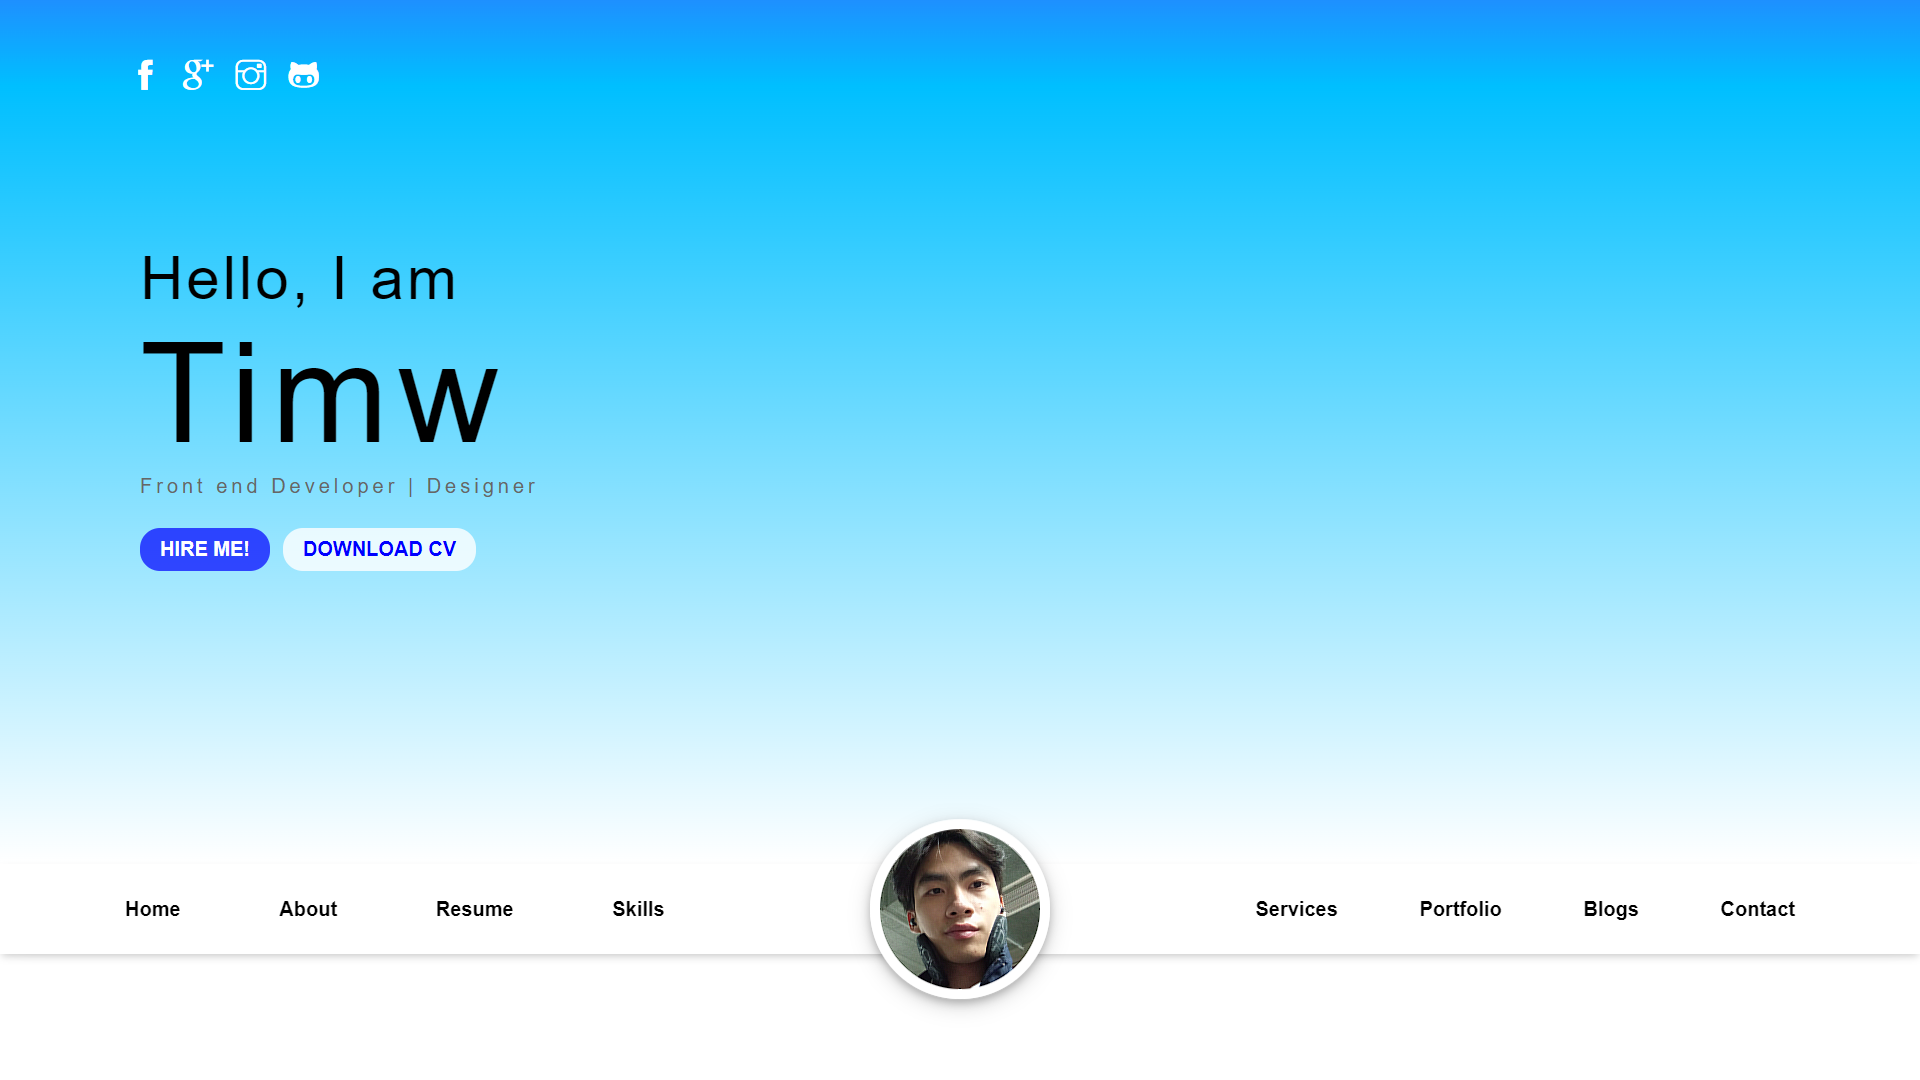 Hello, I am
Timw
Front end Developer | Designer
HIRE ME! DOWNLOAD CV
Home About Resume Skills Services Portfolio Blogs Contact